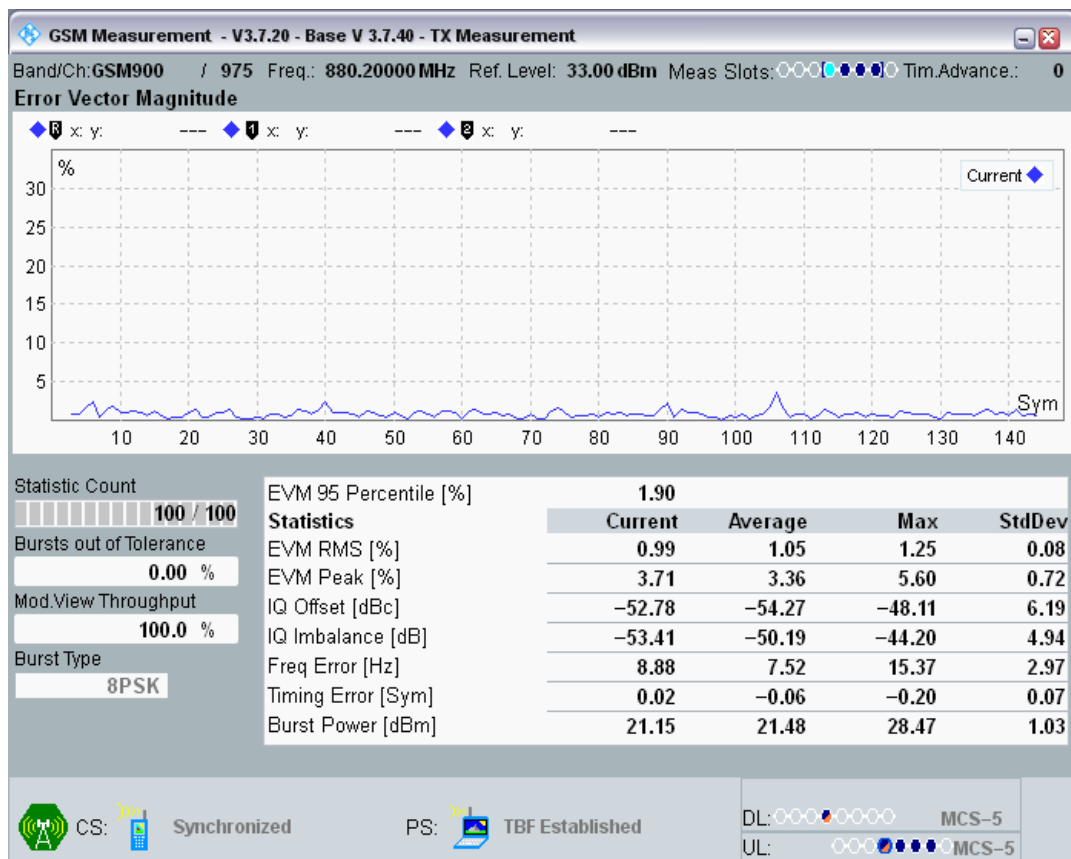 GSM Measurement - V3.7.20 - Base V 3.7.40 - TX Measurement
Band/Ch:GSM900 / 975 Freq.: 880.20000 MHz Ref. Level: 33.00 dBm Meas Slots: Tim.Advance.: 0
Error Vector Magnitude
R x: y: --- 1 x: y: --- 2 x: y: ---
%
Current
30
25
20
15
10
5
Sym
10 20 30 40 50 60 70 80 90 100 110 120 130 140
Statistic Count
100 / 100
Bursts out of Tolerance
0.00 %
Mod.View Throughput
100.0 %
Burst Type
8PSK
EVM 95 Percentile [%] 1.90
Statistics Current Average Max StdDev
EVM RMS [%] 0.99 1.05 1.25 0.08
EVM Peak [%] 3.71 3.36 5.60 0.72
IQ Offset [dBc] −52.78 −54.27 −48.11 6.19
IQ Imbalance [dB] −53.41 −50.19 −44.20 4.94
Freq Error [Hz] 8.88 7.52 15.37 2.97
Timing Error [Sym] 0.02 −0.06 −0.20 0.07
Burst Power [dBm] 21.15 21.48 28.47 1.03
CS: Synchronized PS: TBF Established
DL: MCS−5
UL: MCS−5